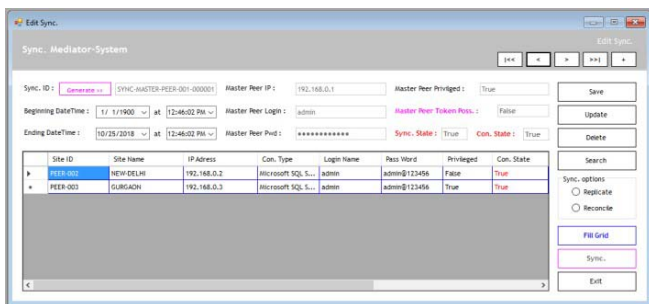 Edit Sync.
Sync. Mediator-System
Edit Sync.
|<< < > >>| +
Sync. ID : Generate >> SYNC-MASTER-PEER-001-000001 Master Peer IP : 192.168.0.1 Master Peer Privliged : True Save
Beginning DateTime : 1/ 1/1900 at 12:46:02 PM Master Peer Login : admin Master Peer Token Poss. : False Update
Ending DateTime : 10/25/2018 at 12:46:02 PM Master Peer Pwd : ************ Sync. State : True Con. State : True Delete
Site ID Site Name IP Adress Con. Type Login Name Pass Word Privileged Con. State Search
PEER-002 NEW-DELHI 192.168.0.2 Microsoft SQL S... admin admin@123456 False True
PEER-003 GURGAON 192.168.0.3 Microsoft SQL S... admin admin@123456 True True
Sync. options
Replicate
Reconcile
Fill Grid
Sync.
Exit